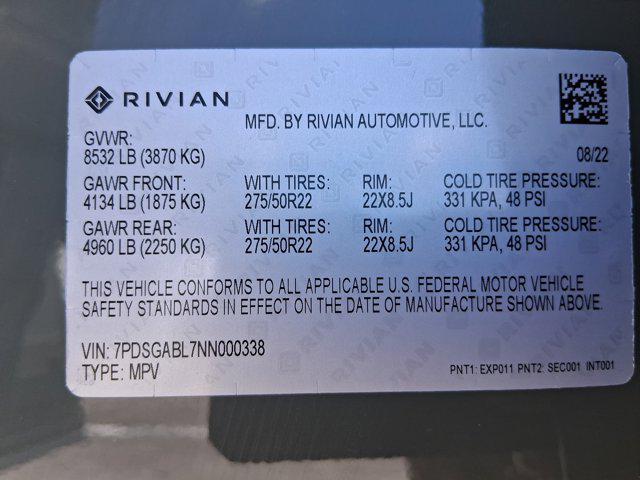 RIVIAN
MFD. BY RIVIAN AUTOMOTIVE, LLC.
GVWR:
8532 LB (3870 KG)
08/22
GAWR FRONT: WITH TIRES: RIM: COLD TIRE PRESSURE:
4134 LB (1875 KG) 275/50R22 22X8.5J 331 KPA, 48 PSI
GAWR REAR: WITH TIRES: RIM: COLD TIRE PRESSURE:
4960 LB (2250 KG) 275/50R22 22X8.5J 331 KPA, 48 PSI
THIS VEHICLE CONFORMS TO ALL APPLICABLE U.S. FEDERAL MOTOR VEHICLE
SAFETY STANDARDS IN EFFECT ON THE DATE OF MANUFACTURE SHOWN ABOVE.
VIN: 7PDSGABL7NN000338
TYPE: MPV
PNT1: EXP011 PNT2: SEC001 INT001